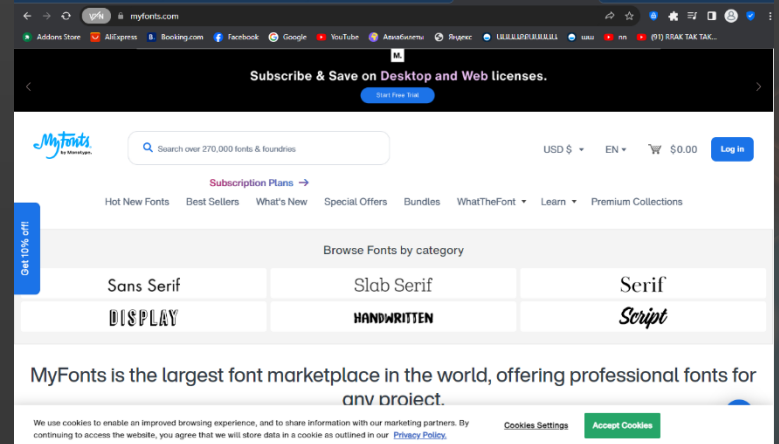 VPN myfonts.com
Addons Store AliExpress Booking.com Facebook Google YouTube Авиабилеты Яндекс пп (91) RRAK TAK TAK...
M.
Subscribe & Save on Desktop and Web licenses.
Start Free Trial
MyFonts
by Monotype.
Search over 270,000 fonts & foundries
USD $ EN $0.00 Log in
Subscription Plans →
Hot New Fonts Best Sellers What's New Special Offers Bundles WhatTheFont Learn Premium Collections
Get 10% off!
Browse Fonts by category
Sans Serif Slab Serif Serif
DISPLAY HANDWRITTEN Script
MyFonts is the largest font marketplace in the world, offering professional fonts for
any project.
We use cookies to enable an improved browsing experience, and to share information with our marketing partners. By
continuing to access the website, you agree that we will store data in a cookie as outlined in our Privacy Policy.
Cookies Settings Accept Cookies